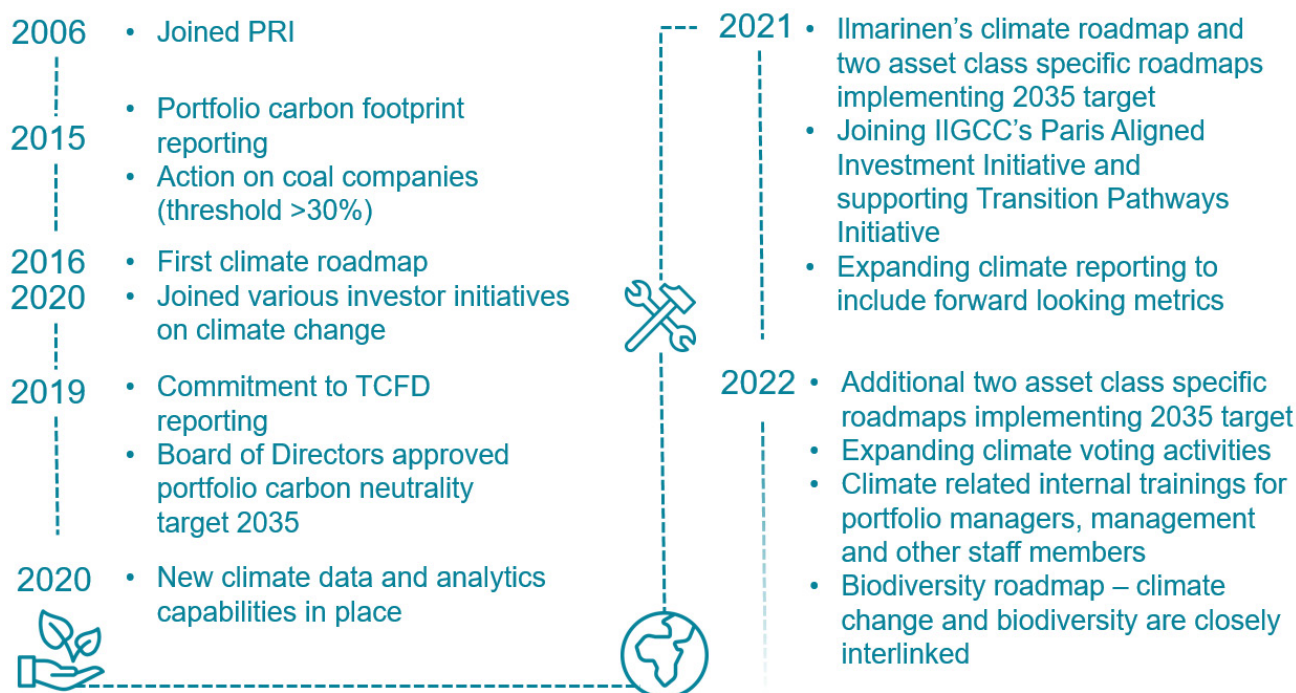 2006 • Joined PRI
2015 • Portfolio carbon footprint
reporting
• Action on coal companies
(threshold >30%)
2016 • First climate roadmap
2020 • Joined various investor initiatives
on climate change
2019 • Commitment to TCFD
reporting
• Board of Directors approved
portfolio carbon neutrality
target 2035
2020 • New climate data and analytics
capabilities in place
2021 • Ilmarinen’s climate roadmap and
two asset class specific roadmaps
implementing 2035 target
• Joining IIGCC’s Paris Aligned
Investment Initiative and
supporting Transition Pathways
Initiative
• Expanding climate reporting to
include forward looking metrics
2022 • Additional two asset class specific
roadmaps implementing 2035 target
• Expanding climate voting activities
• Climate related internal trainings for
portfolio managers, management
and other staff members
• Biodiversity roadmap – climate
change and biodiversity are closely
interlinked